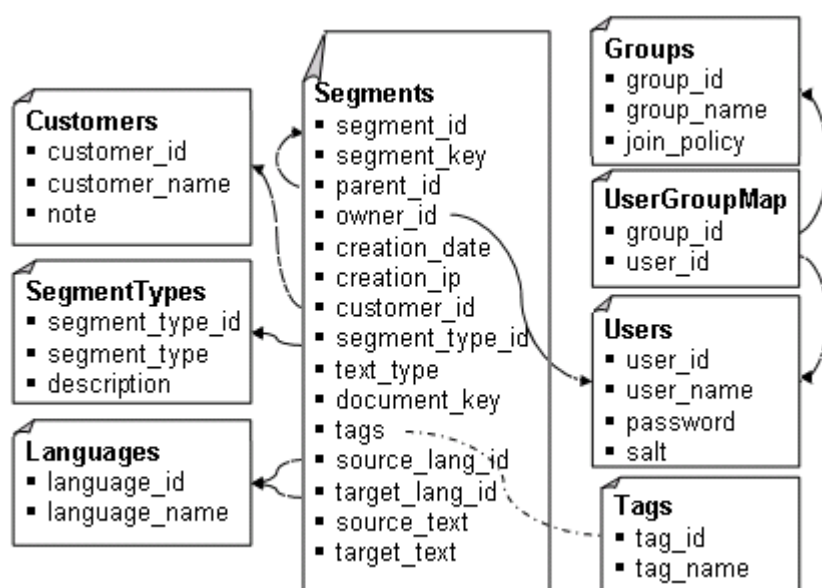 Customers
▪ customer_id
▪ customer_name
▪ note
SegmentTypes
▪ segment_type_id
▪ segment_type
▪ description
Languages
▪ language_id
▪ language_name
Segments
▪ segment_id
▪ segment_key
▪ parent_id
▪ owner_id
▪ creation_date
▪ creation_ip
▪ customer_id
▪ segment_type_id
▪ text_type
▪ document_key
▪ tags
▪ source_lang_id
▪ target_lang_id
▪ source_text
▪ target_text
Groups
▪ group_id
▪ group_name
▪ join_policy
UserGroupMap
▪ group_id
▪ user_id
Users
▪ user_id
▪ user_name
▪ password
▪ salt
Tags
▪ tag_id
▪ tag_name